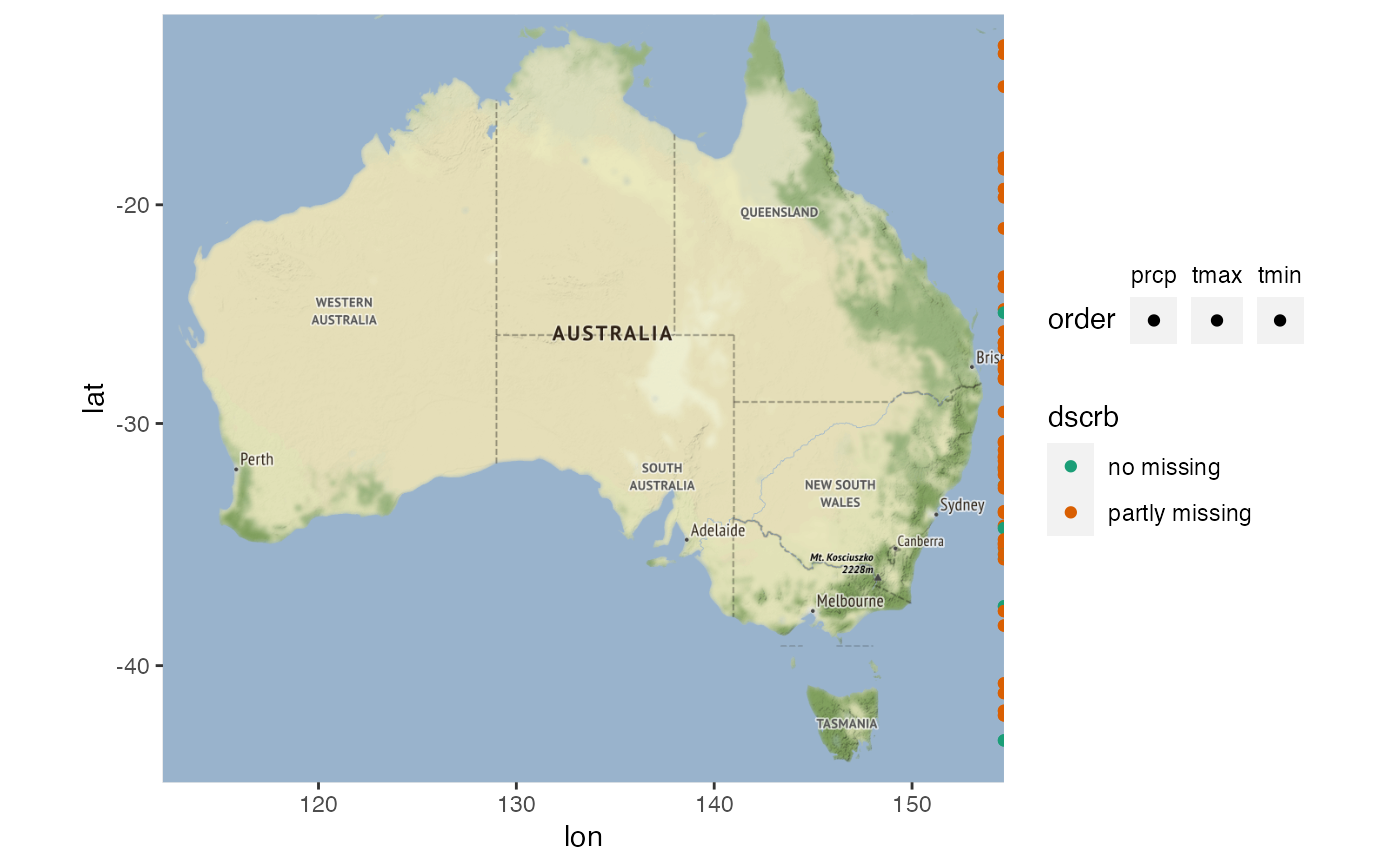 -20
-30
-40
120
130
140
150
lat
lon
QUEENSLAND
WESTERN
AUSTRALIA
AUSTRALIA
Bris
Perth
SOUTH
AUSTRALIA
NEW SOUTH
WALES
Sydney
Adelaide
Canberra
Mt. Kosciuszko
2228m
Melbourne
TASMANIA
prcp tmax tmin
order
dscrb
no missing
partly missing